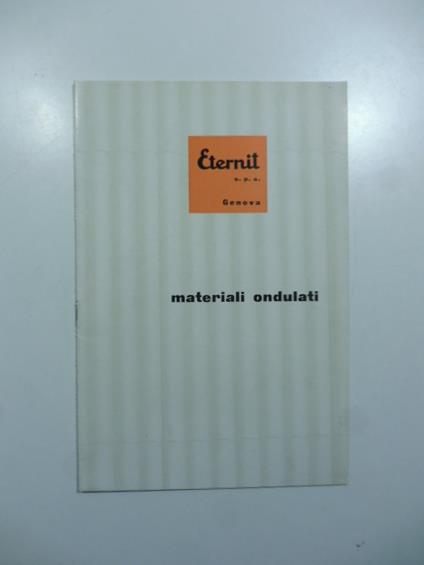 Eternit
s. p. a.
Genova
materiali ondulati